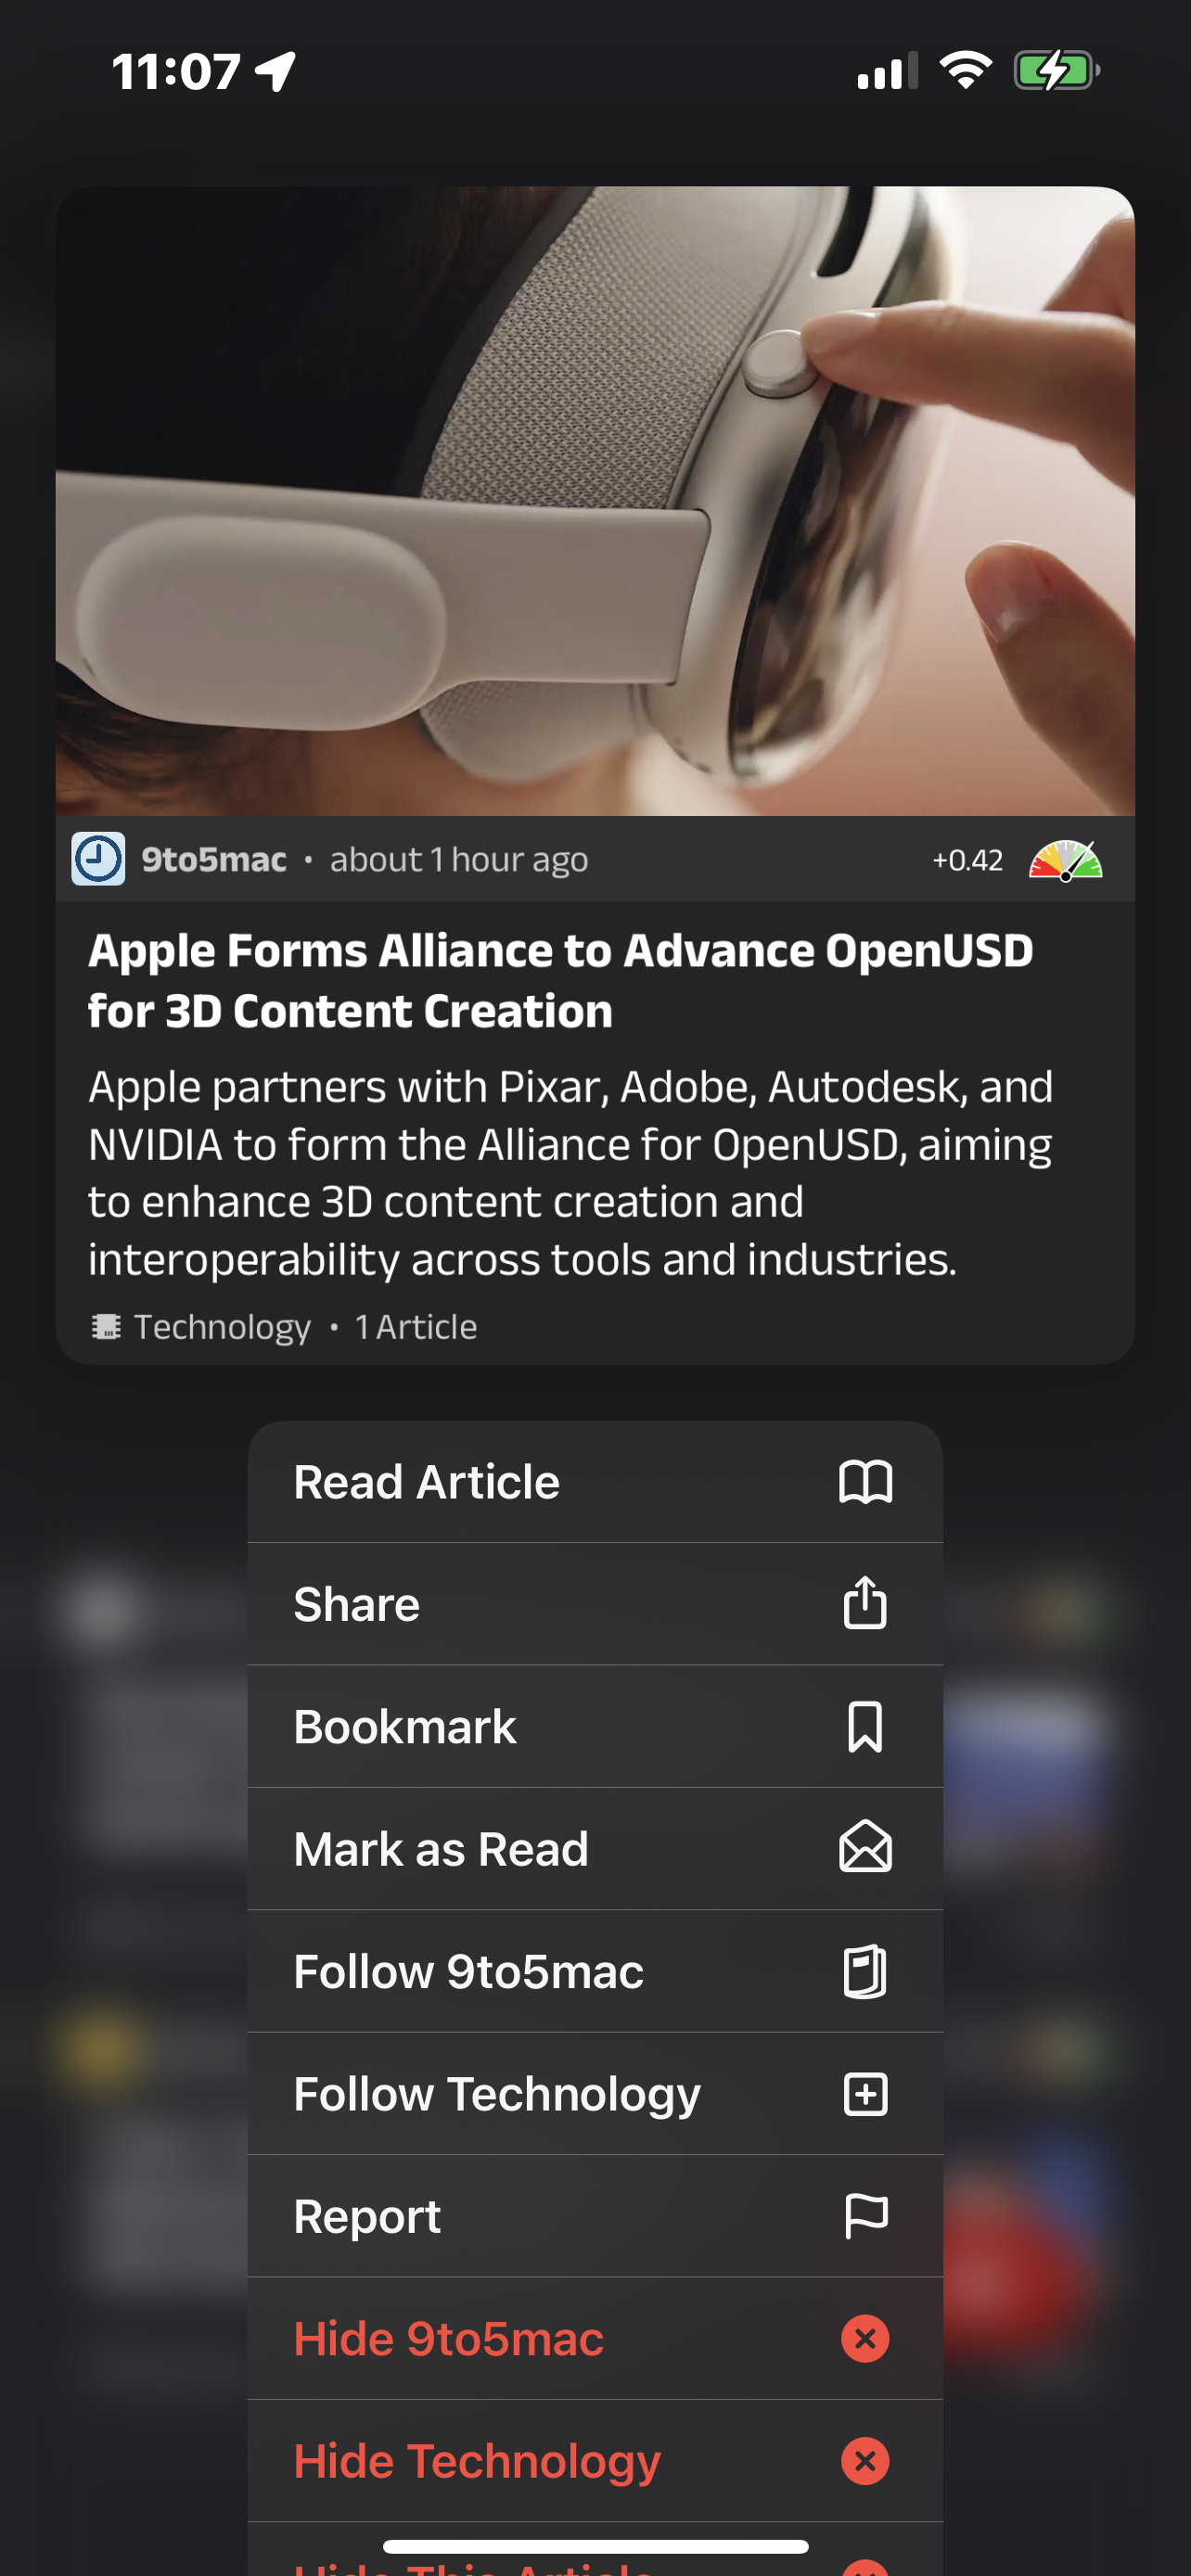 11:07
9to5mac • about 1 hour ago
+0.42
Apple Forms Alliance to Advance OpenUSD
for 3D Content Creation
Apple partners with Pixar, Adobe, Autodesk, and
NVIDIA to form the Alliance for OpenUSD, aiming
to enhance 3D content creation and
interoperability across tools and industries.
Technology • 1 Article
Read Article
Share
Bookmark
Mark as Read
Follow 9to5mac
Follow Technology
Report
Hide 9to5mac
Hide Technology
Hide This Article